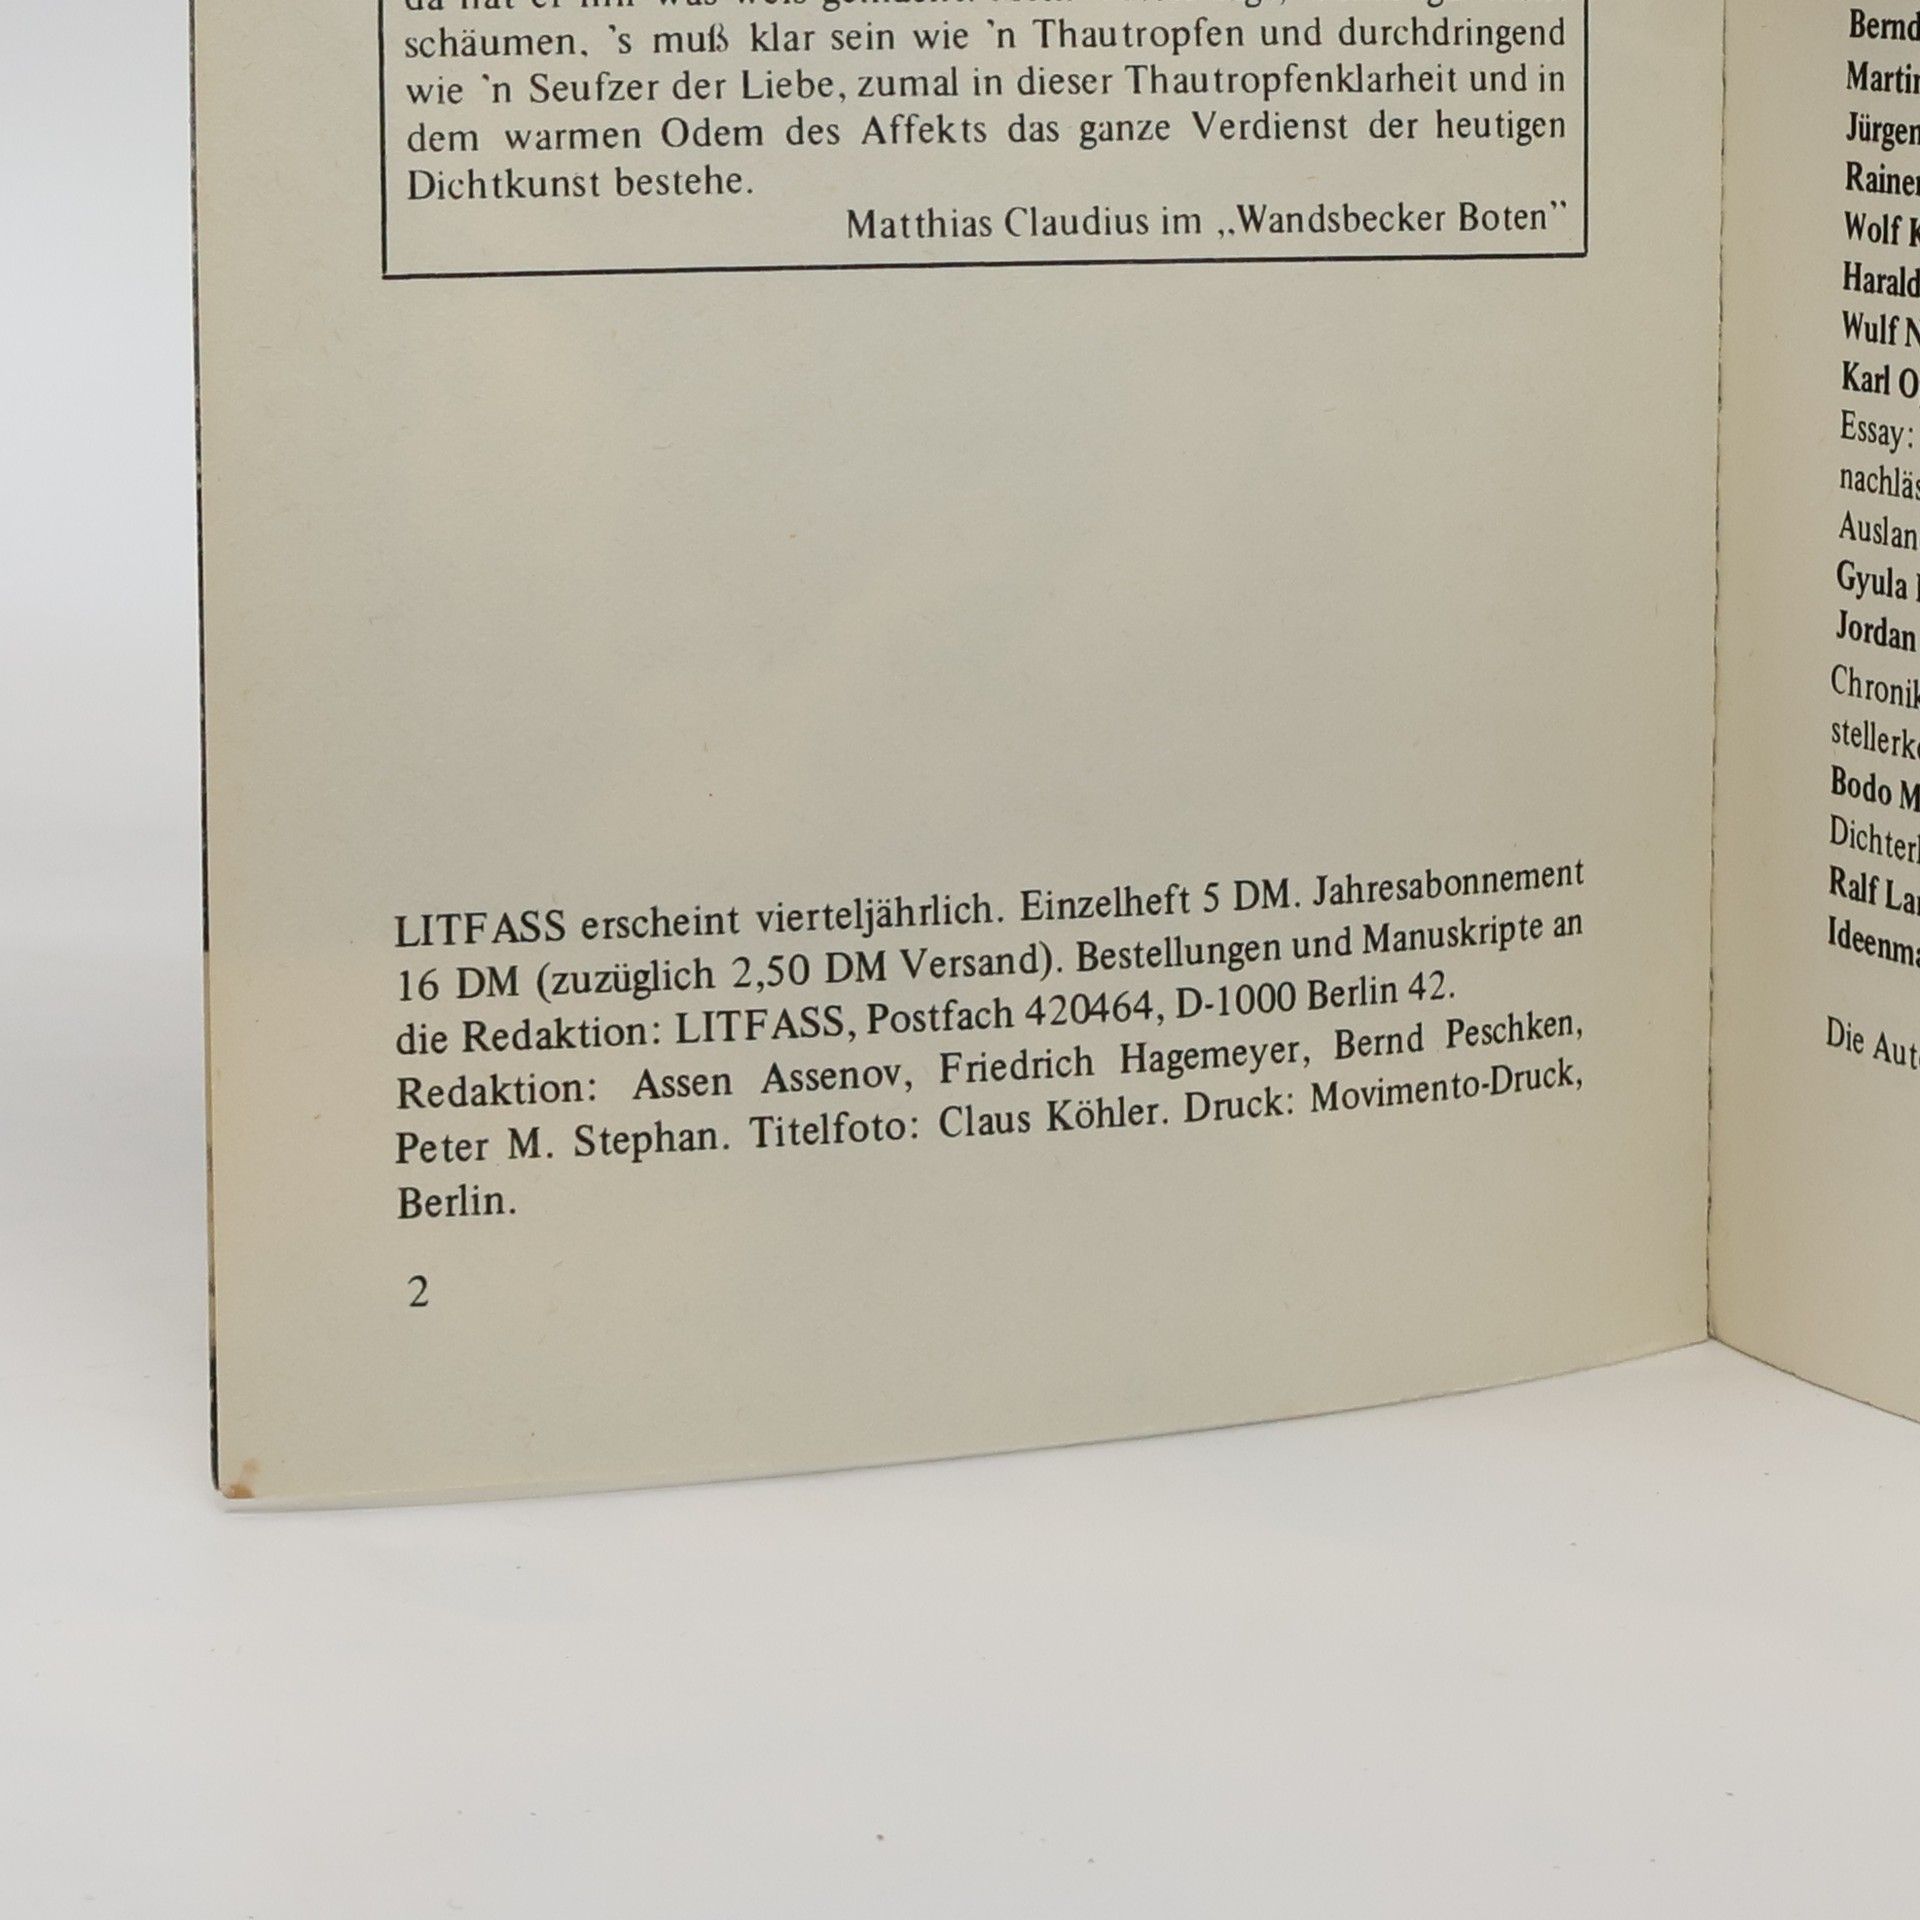 schäumen, 's muß klar sein wie 'n Thautropfen und durchdringend
wie 'n Seufzer der Liebe, zumal in dieser Thautropfenklarheit und in
dem warmen Odem des Affekts das ganze Verdienst der heutigen
Dichtkunst bestehe.
Matthias Claudius im „Wandsbecker Boten”
LITFASS erscheint vierteljährlich. Einzelheft 5 DM. Jahresabonnement
16 DM (zuzüglich 2,50 DM Versand). Bestellungen und Manuskripte an
die Redaktion: LITFASS, Postfach 420464, D-1000 Berlin 42.
Redaktion: Assen Assenov, Friedrich Hagemeyer, Bernd Peschken,
Peter M. Stephan. Titelfoto: Claus Köhler. Druck: Movimento-Druck,
Berlin.
2
Bernd
Martin
Jürgen
Rainer
Wolf
Harald
Wulf
Karl
Essay:
Gyula
Jordan
Bodo
Ralf
Die